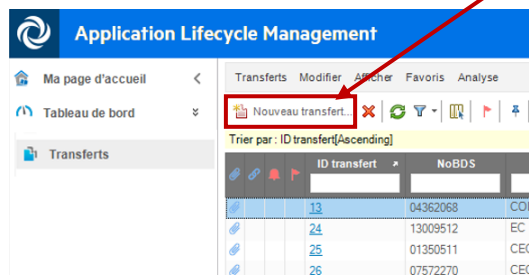 Application Lifecycle Management
Ma page d'accueil
Transferts Modifier Afficher Favoris Analyse
Tableau de bord
Nouveau transfert...
Trier par : ID transfert[Ascending]
Transferts
ID transfert NoBDS
13 04362068
24 13009512 EC
25 01350511
26 07572270